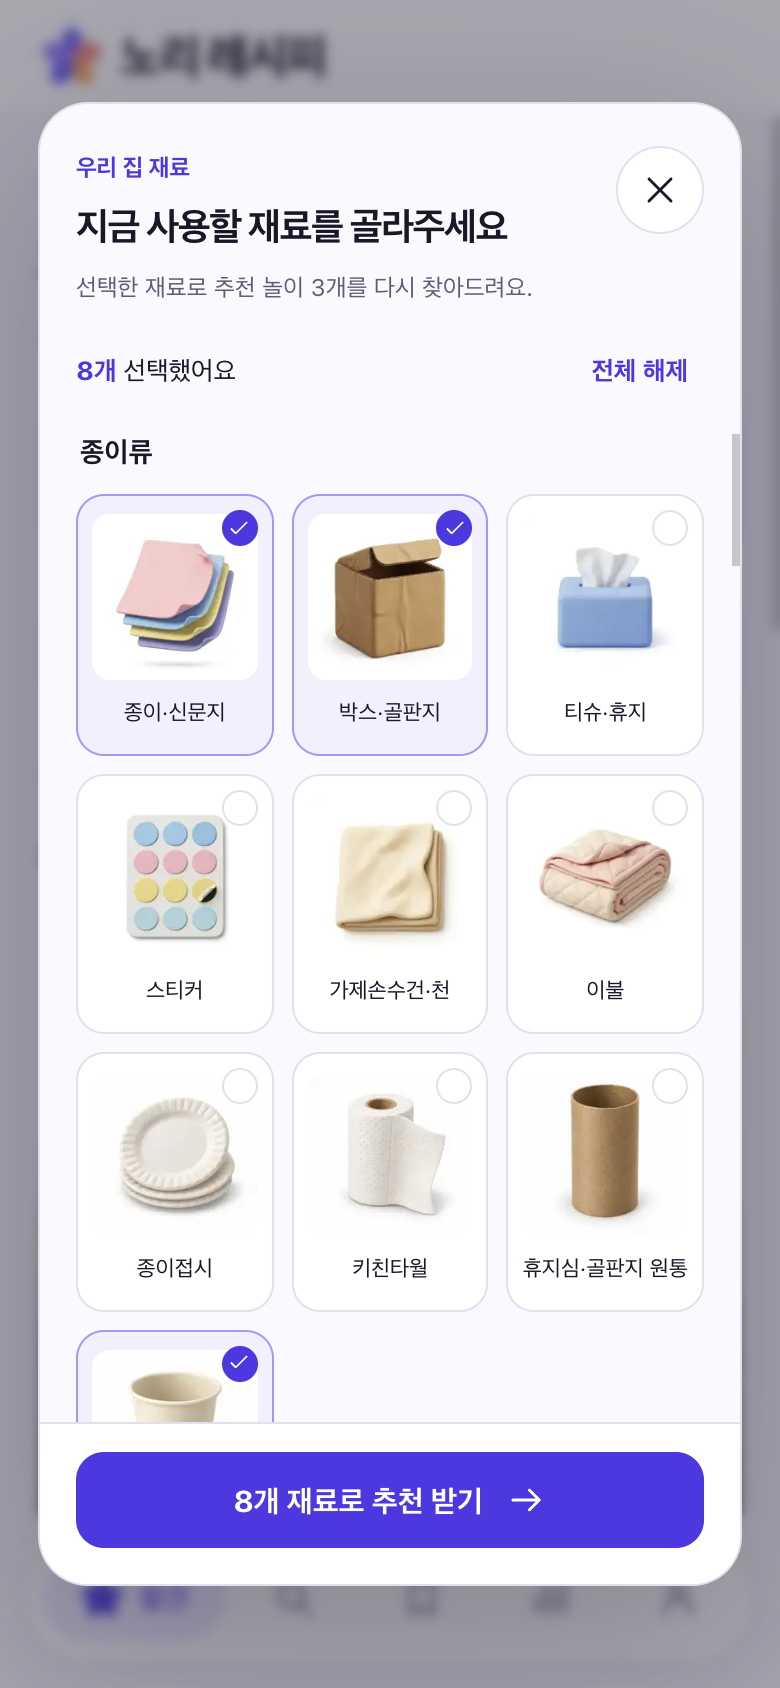 노리 레시피
우리 집 재료
지금 사용할 재료를 골라주세요
선택한 재료로 추천 놀이 3개를 다시 찾아드려요.
8개 선택했어요
전체 해제
종이류
종이·신문지
박스·골판지
티슈·휴지
스티커
가제손수건·천
이불
종이접시
키친타월
휴지심·골판지 원통
8개 재료로 추천 받기 →